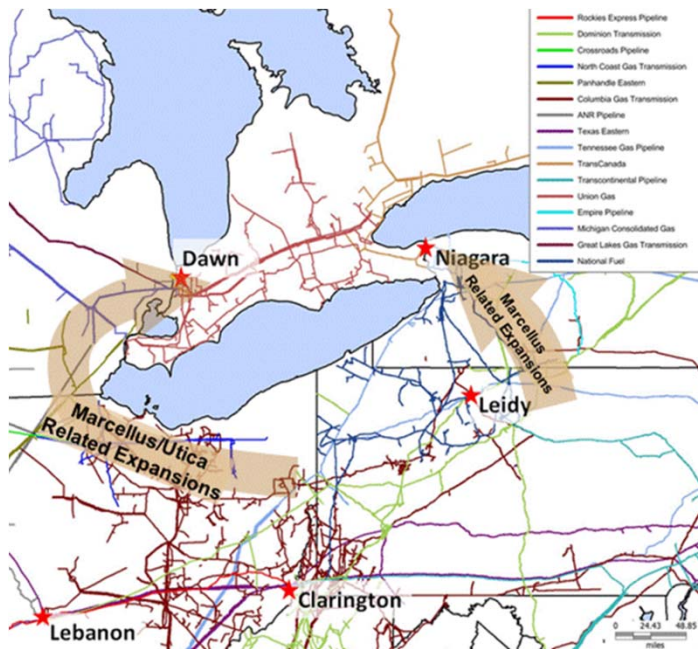 Rockies Express Pipeline
Dominion Transmission
Crossroads Pipeline
North Coast Gas Transmission
Panhandle Eastern
Columbia Gas Transmission
ANR Pipeline
Texas Eastern
Tennessee Gas Pipeline
TransCanada
Transcontinental Pipeline
Union Gas
Empire Pipeline
Michigan Consolidated Gas
Great Lakes Gas Transmission
National Fuel
Dawn
Niagara
Marcellus
Related Expansions
Leidy
Marcellus/Utica
Related Expansions
Clarington
Lebanon
0 24.43 48.85
miles